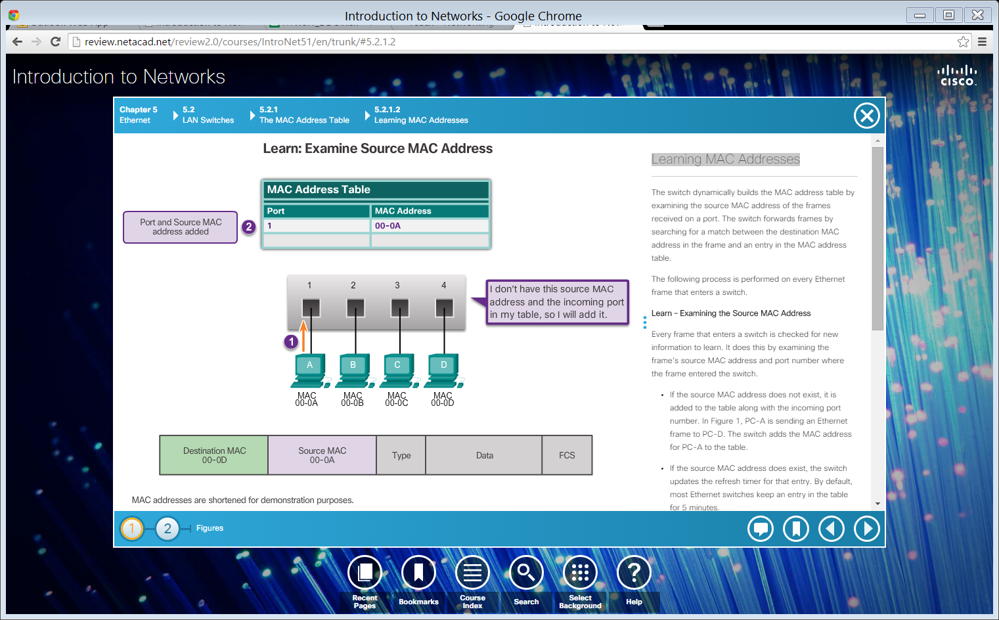 Introduction to Networks - Google Chrome
review.netacad.net/review2.0/courses/IntroNet51/en/trunk/#5.2.1.2
Introduction to Networks
CISCO
Chapter 5
Ethernet
5.2
LAN Switches
5.2.1
The MAC Address Table
5.2.1.2
Learning MAC Addresses
Learn: Examine Source MAC Address
MAC Address Table
Port MAC Address
1 00-0A
Port and Source MAC
address added
2
1 2 3 4
I don't have this source MAC
address and the incoming port
in my table, so I will add it.
1
A B C D
MAC MAC MAC MAC
00-0A 00-0B 00-0C 00-0D
Destination MAC
00-0D
Source MAC
00-0A
Type
Data
FCS
MAC addresses are shortened for demonstration purposes.
Learning MAC Addresses
The switch dynamically builds the MAC address table by
examining the source MAC address of the frames
received on a port. The switch forwards frames by
searching for a match between the destination MAC
address in the frame and an entry in the MAC address
table.
The following process is performed on every Ethernet
frame that enters a switch.
Learn – Examining the Source MAC Address
Every frame that enters a switch is checked for new
information to learn. It does this by examining the
frame's source MAC address and port number where
the frame entered the switch.
• If the source MAC address does not exist, it is
added to the table along with the incoming port
number. In Figure 1, PC-A is sending an Ethernet
frame to PC-D. The switch adds the MAC address
for PC-A to the table.
• If the source MAC address does exist, the switch
updates the refresh timer for that entry. By default,
most Ethernet switches keep an entry in the table
for 5 minutes.
1 2 Figures
Recent
Pages
Bookmarks
Course
Index
Search
Select
Background
Help